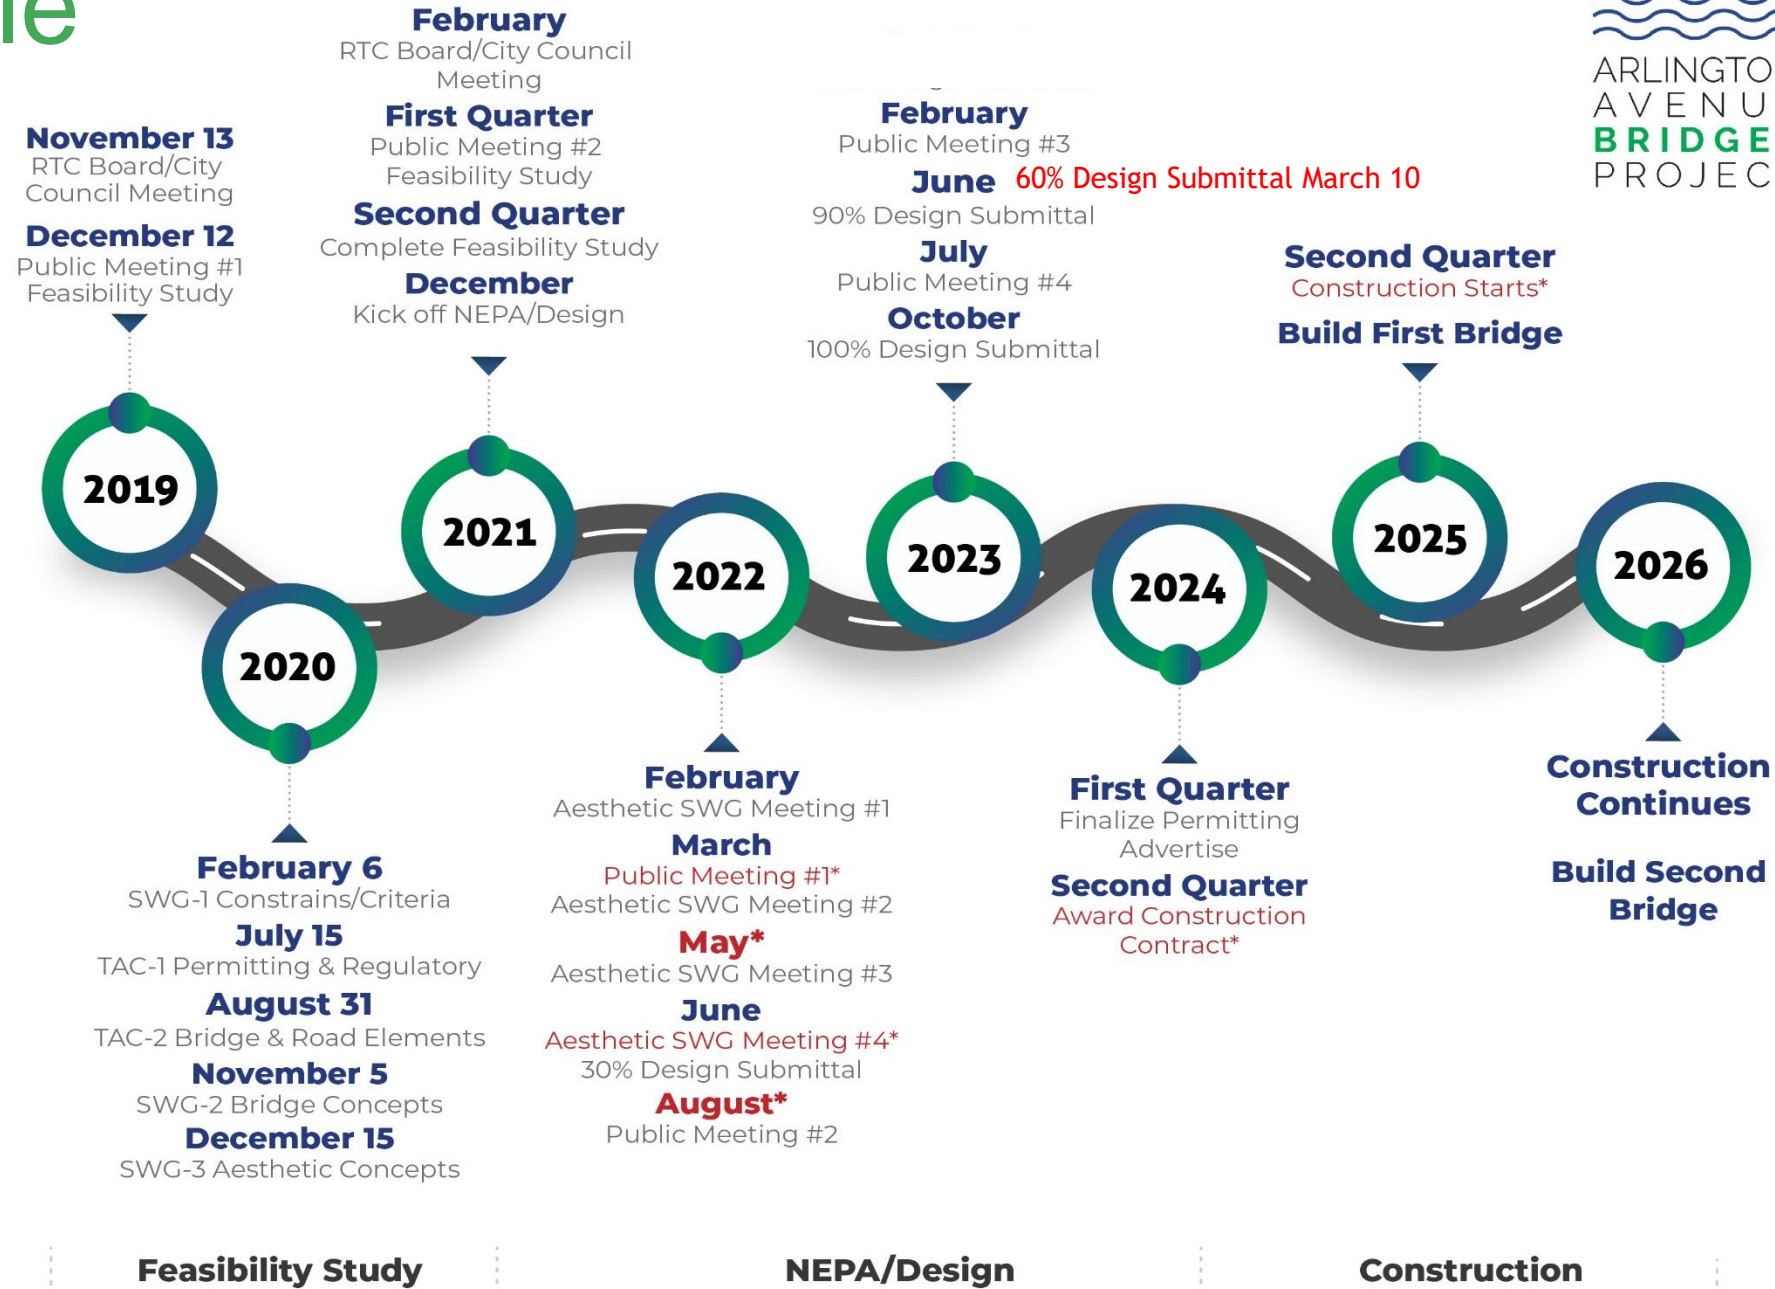 November 13
RTC Board/City
Council Meeting
December 12
Public Meeting #1
Feasibility Study
February
RTC Board/City Council
Meeting
First Quarter
Public Meeting #2
Feasibility Study
Second Quarter
Complete Feasibility Study
December
Kick off NEPA/Design
February
Public Meeting #3
June 60% Design Submittal March 10
90% Design Submittal
July
Public Meeting #4
October
100% Design Submittal
Second Quarter
Construction Starts*
Build First Bridge
ARLINGTO
AVENU
BRIDGE
PROJEC
2019
2020
2021
2022
2023
2024
2025
2026
February 6
SWG-1 Constrains/Criteria
July 15
TAC-1 Permitting & Regulatory
August 31
TAC-2 Bridge & Road Elements
November 5
SWG-2 Bridge Concepts
December 15
SWG-3 Aesthetic Concepts
February
Aesthetic SWG Meeting #1
March
Public Meeting #1*
Aesthetic SWG Meeting #2
May*
Aesthetic SWG Meeting #3
June
Aesthetic SWG Meeting #4*
30% Design Submittal
August*
Public Meeting #2
First Quarter
Finalize Permitting
Advertise
Second Quarter
Award Construction
Contract*
Construction
Continues
Build Second
Bridge
Feasibility Study
NEPA/Design
Construction